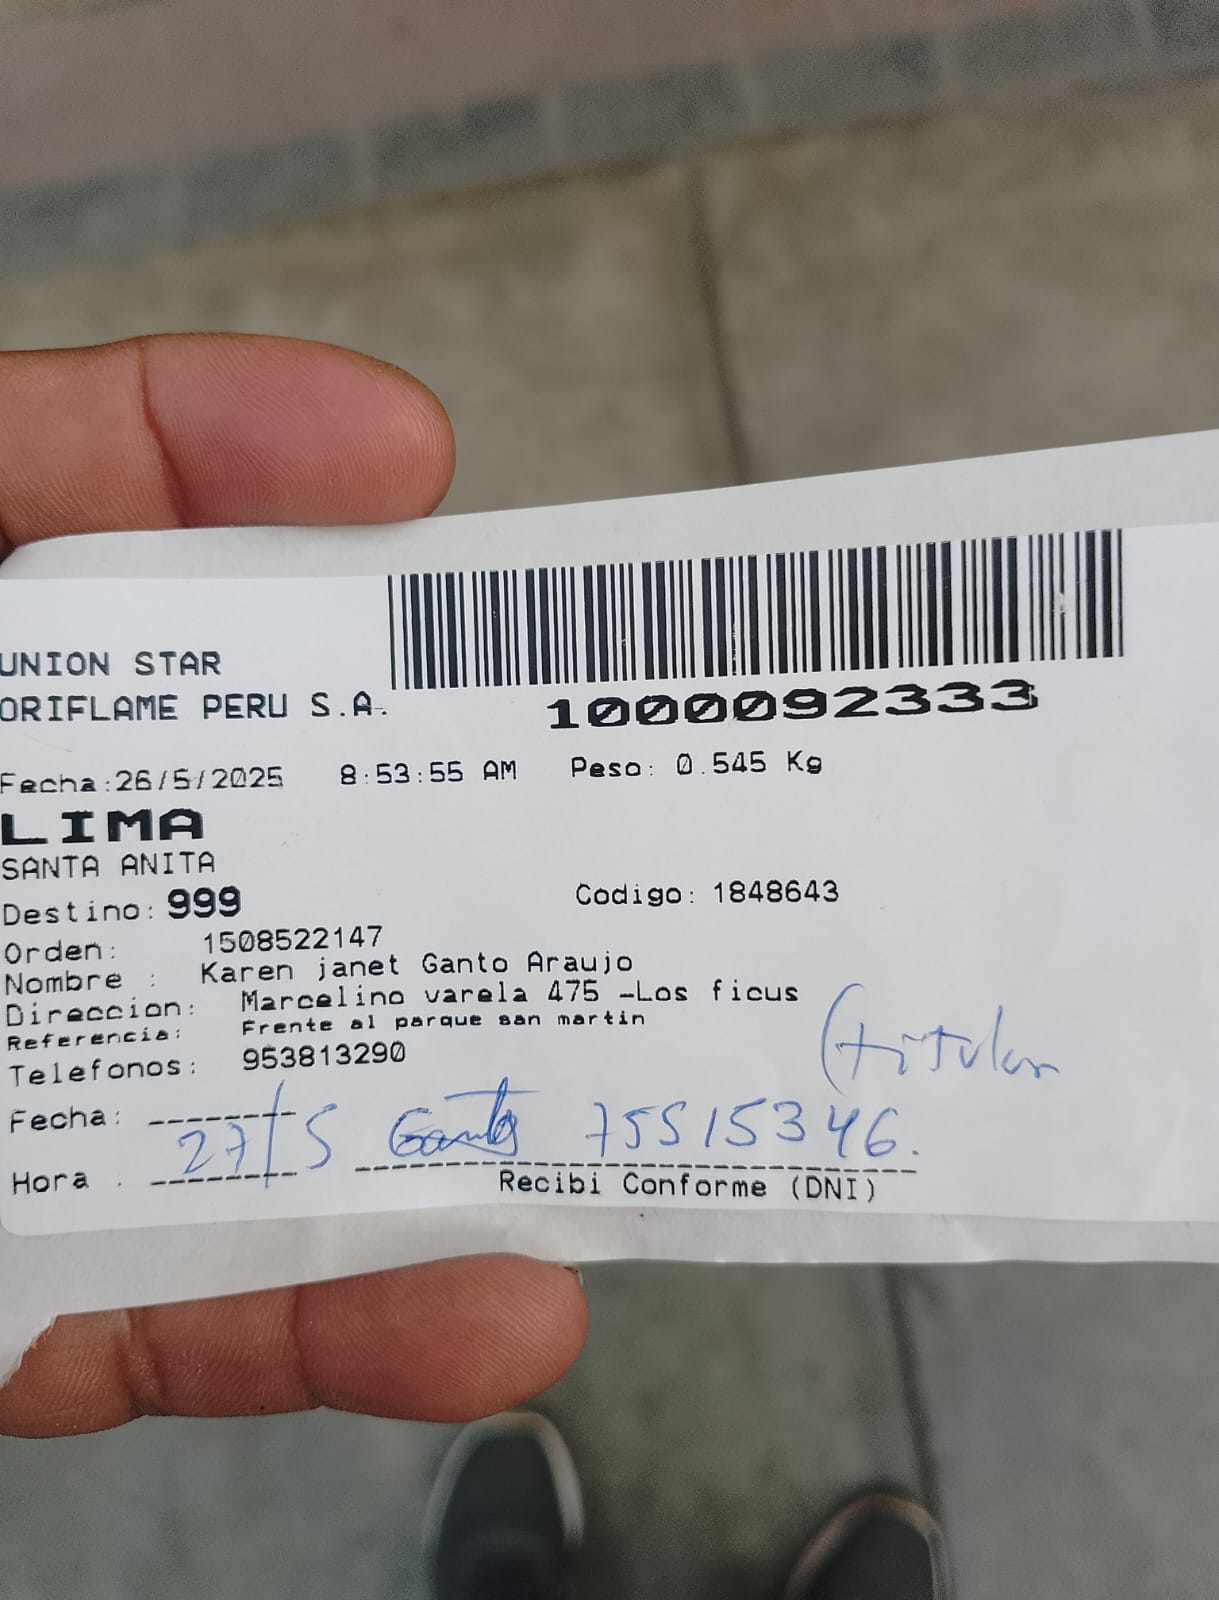 UNION STAR
ORIFLAME PERU S.A.
1000092333
Fecha:26/5/2025 8:53:55 AM Peso: 0.545 Kg
LIMA
SANTA ANITA
Destino: 999 Codigo: 1848643
Orden: 1508522147
Nombre : Karen janet Ganto Araujo
Direccion: Marcelino varela 475 -Los ficus
Referencia: Frente al parque san martin
Telefonos: 953813290
(titular
Fecha: 27/5 Ganto 75515346.
Hora :
Recibi Conforme (DNI)